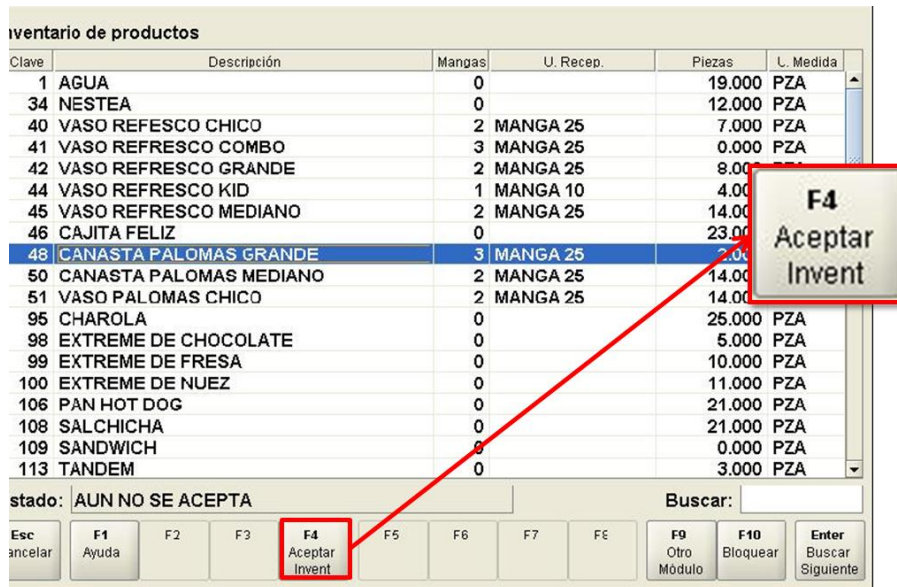 nventario de productos
Clave Descripción Mangas U. Recep. Piezas U. Medida
1 AGUA 0 19.000 PZA
34 NESTEA 0 12.000 PZA
40 VASO REFESCO CHICO 2 MANGA 25 7.000 PZA
41 VASO REFRESCO COMBO 3 MANGA 25 0.000 PZA
42 VASO REFRESCO GRANDE 2 MANGA 25 8.00
44 VASO REFRESCO KID 1 MANGA 10 4.00
45 VASO REFRESCO MEDIANO 2 MANGA 25 14.00
46 CAJITA FELIZ 0 23.00
48 CANASTA PALOMAS GRANDE 3 MANGA 25
50 CANASTA PALOMAS MEDIANO 2 MANGA 25 14.00
51 VASO PALOMAS CHICO 2 MANGA 25 14.00
95 CHAROLA 0 25.000 PZA
98 EXTREME DE CHOCOLATE 0 5.000 PZA
99 EXTREME DE FRESA 0 10.000 PZA
100 EXTREME DE NUEZ 0 11.000 PZA
106 PAN HOT DOG 0 21.000 PZA
108 SALCHICHA 0 21.000 PZA
109 SANDWICH 0 0.000 PZA
113 TANDEM 0 3.000 PZA
F4
Aceptar
Invent
stado: AUN NO SE ACEPTA Buscar:
Esc F1 F2 F3 F4 F5 F6 F7 F8 F9 F10 Enter
ancelar Ayuda Aceptar Otro Bloquear Buscar
Invent Módulo Siguiente